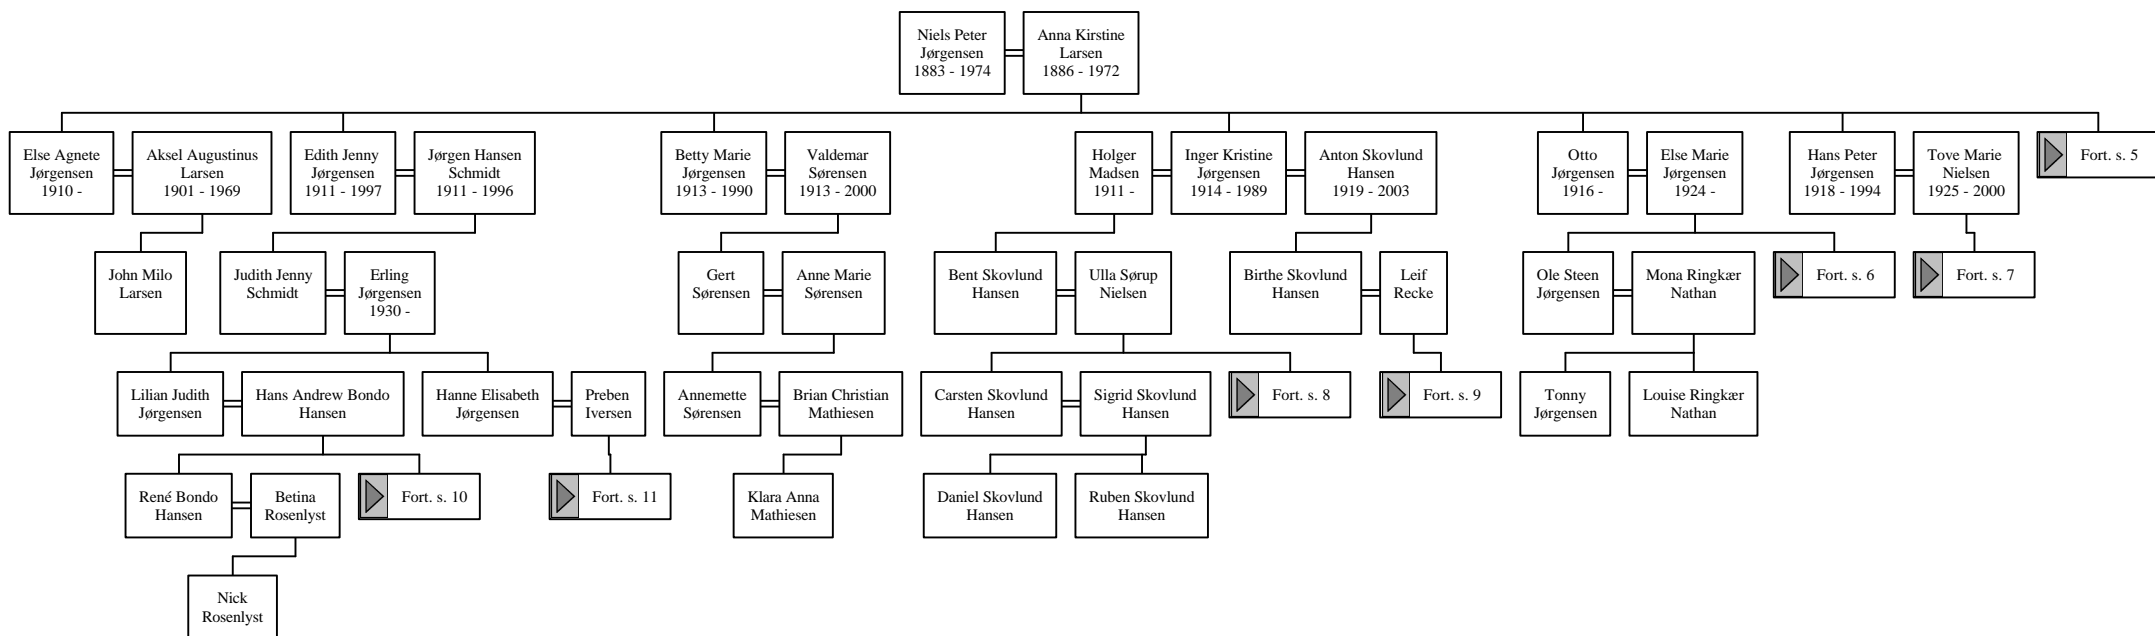 Niels Peter
Jørgensen
1883 - 1974
Anna Kirstine
Larsen
1886 - 1972
Else Agnete
Jørgensen
1910 -
Aksel Augustinus
Larsen
1901 - 1969
Edith Jenny
Jørgensen
1911 - 1997
Jørgen Hansen
Schmidt
1911 - 1996
Betty Marie
Jørgensen
1913 - 1990
Valdemar
Sørensen
1913 - 2000
Holger
Madsen
1911 -
Inger Kristine
Jørgensen
1914 - 1989
Anton Skovlund
Hansen
1919 - 2003
Otto
Jørgensen
1916 -
Else Marie
Jørgensen
1924 -
Hans Peter
Jørgensen
1918 - 1994
Tove Marie
Nielsen
1925 - 2000
Fort. s. 5
John Milo
Larsen
Judith Jenny
Schmidt
Erling
Jørgensen
1930 -
Gert
Sørensen
Anne Marie
Sørensen
Bent Skovlund
Hansen
Ulla Sørup
Nielsen
Birthe Skovlund
Hansen
Leif
Recke
Ole Steen
Jørgensen
Mona Ringkær
Nathan
Fort. s. 6
Fort. s. 7
Lilian Judith
Jørgensen
Hans Andrew Bondo
Hansen
Hanne Elisabeth
Jørgensen
Preben
Iversen
Annemette
Sørensen
Brian Christian
Mathiesen
Carsten Skovlund
Hansen
Sigrid Skovlund
Hansen
Fort. s. 8
Fort. s. 9
Tonny
Jørgensen
Louise Ringkær
Nathan
René Bondo
Hansen
Betina
Rosenlyst
Fort. s. 10
Fort. s. 11
Klara Anna
Mathiesen
Daniel Skovlund
Hansen
Ruben Skovlund
Hansen
Nick
Rosenlyst